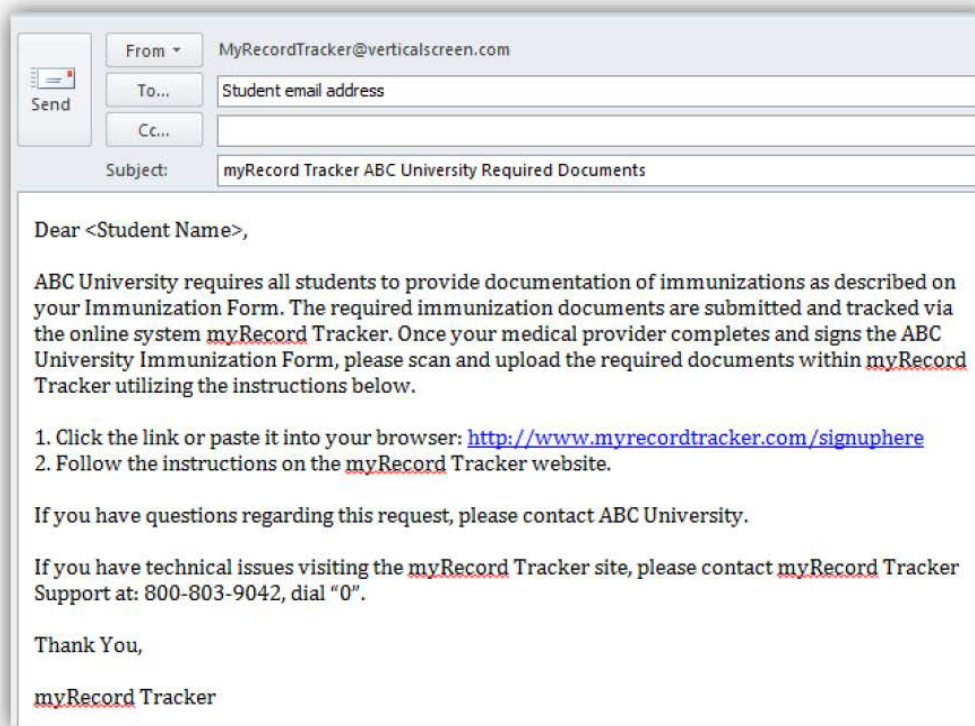 From
MyRecordTracker@verticalscreen.com
Send
To...
Student email address
Cc...
Subject:
myRecord Tracker ABC University Required Documents
Dear <Student Name>,
ABC University requires all students to provide documentation of immunizations as described on
your Immunization Form. The required immunization documents are submitted and tracked via
the online system myRecord Tracker. Once your medical provider completes and signs the ABC
University Immunization Form, please scan and upload the required documents within myRecord
Tracker utilizing the instructions below.
1. Click the link or paste it into your browser: http://www.myrecordtracker.com/signuphere
2. Follow the instructions on the myRecord Tracker website.
If you have questions regarding this request, please contact ABC University.
If you have technical issues visiting the myRecord Tracker site, please contact myRecord Tracker
Support at: 800-803-9042, dial “0”.
Thank You,
myRecord Tracker